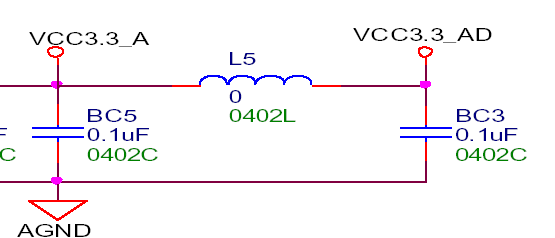 VCC3.3_A
VCC3.3_AD
L5
0
0402L
BC5
0.1uF
0402C
BC3
0.1uF
0402C
F
C
AGND